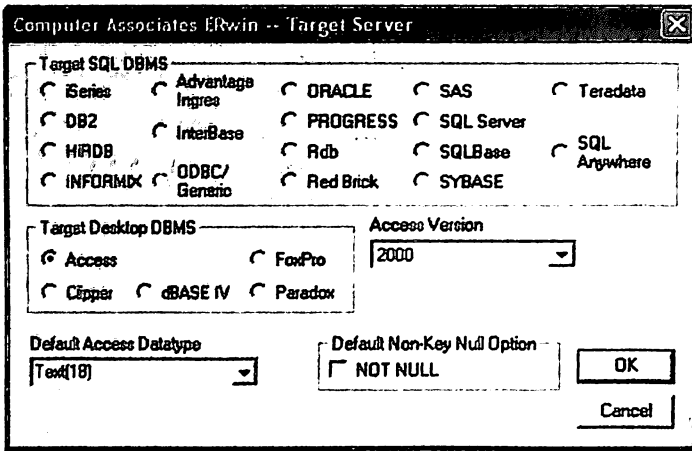 Computer Associates ERwin -- Target Server
Target SQL DBMS
iSeries
Advantage Ingres
ORACLE
SAS
Teradata
DB2
InterBase
PROGRESS
SQL Server
HiRDB
Rdb
SQLBase
SQL Anywhere
INFORMIX
ODBC/ Generic
Red Brick
SYBASE
Target Desktop DBMS
Access
FoxPro
Clipper
dBASE IV
Paradox
Access Version
2000
Default Access Datatype
Text(18)
Default Non-Key Null Option
NOT NULL
OK
Cancel